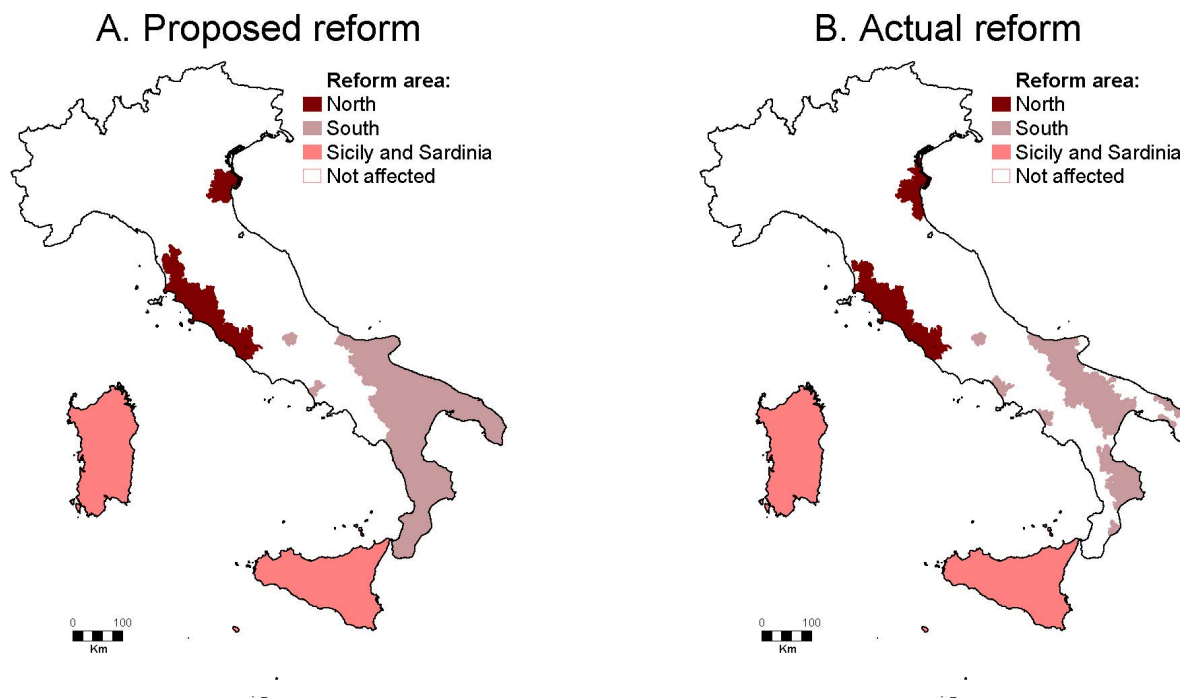 A. Proposed reform
Reform area:
North
South
Sicily and Sardinia
Not affected
0 100
Km
B. Actual reform
Reform area:
North
South
Sicily and Sardinia
Not affected
0 100
Km